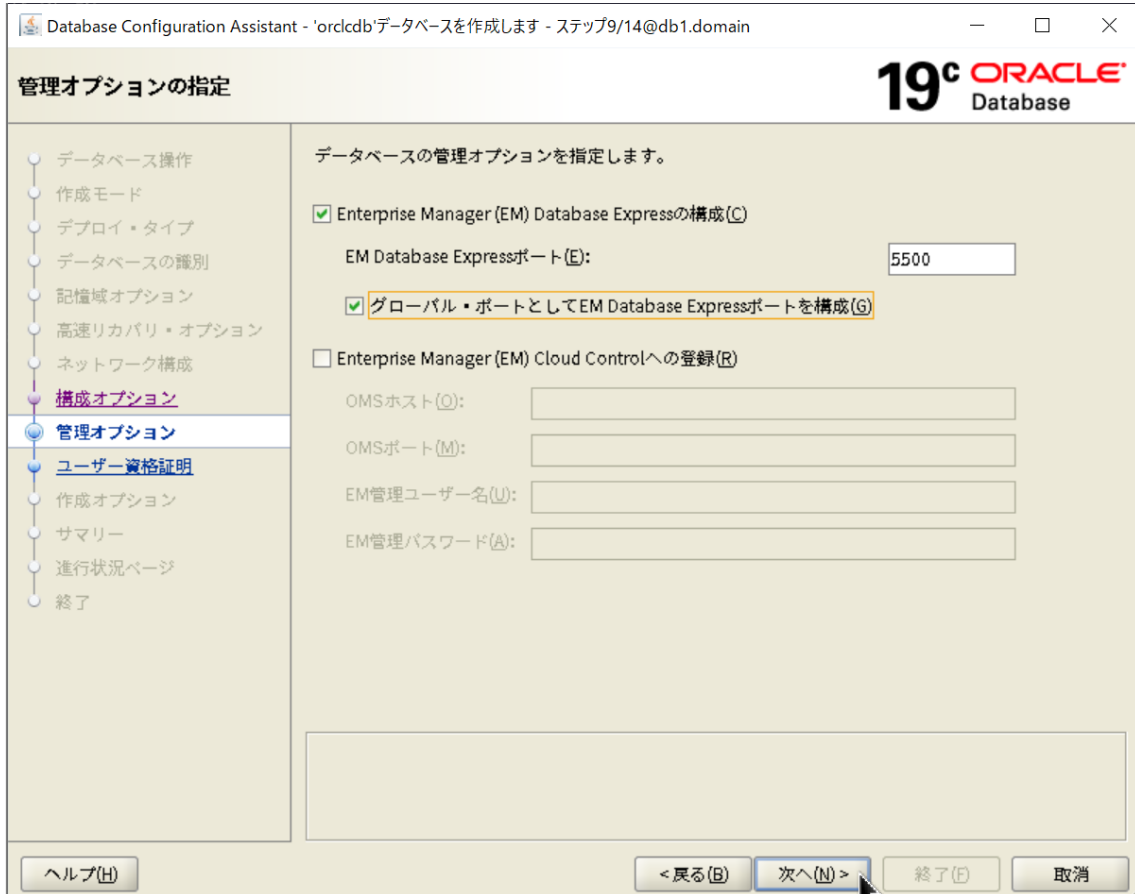 Database Configuration Assistant - 'orclcdb'データベースを作成します - ステップ9/14@db1.domain
管理オプションの指定
19c ORACLE Database
データベース操作
作成モード
デプロイ・タイプ
データベースの識別
記憶域オプション
高速リカバリ・オプション
ネットワーク構成
構成オプション
管理オプション
ユーザー資格証明
作成オプション
サマリー
進行状況ページ
終了
データベースの管理オプションを指定します。
Enterprise Manager (EM) Database Expressの構成(C)
EM Database Expressポート(E): 5500
グローバル・ポートとしてEM Database Expressポートを構成(G)
Enterprise Manager (EM) Cloud Controlへの登録(R)
OMSホスト(O):
OMSポート(M):
EM管理ユーザー名(U):
EM管理パスワード(A):
ヘルプ(H) <戻る(B) 次へ(N)> 終了(F) 取消